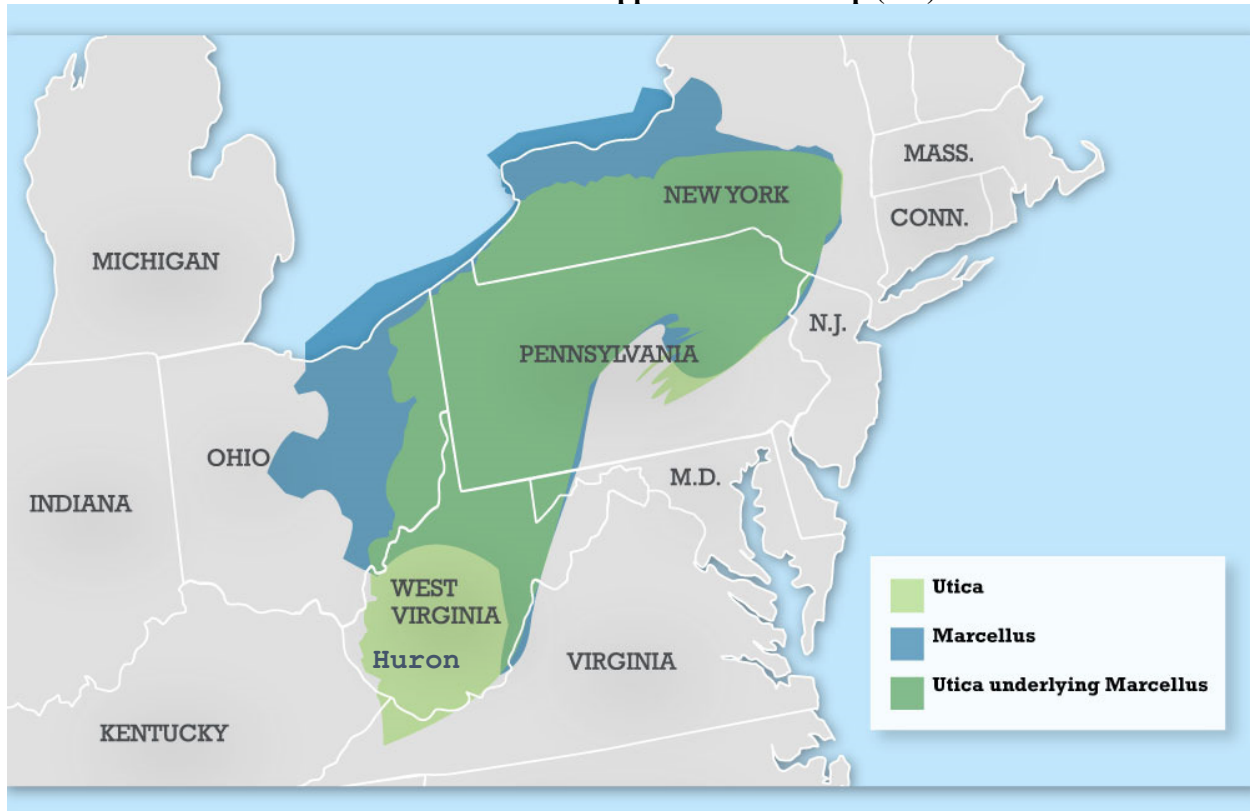 MICHIGAN
MASS.
NEW YORK
CONN.
N.J.
PENNSYLVANIA
OHIO
M.D.
INDIANA
WEST
VIRGINIA
Huron
VIRGINIA
KENTUCKY
Utica
Marcellus
Utica underlying Marcellus